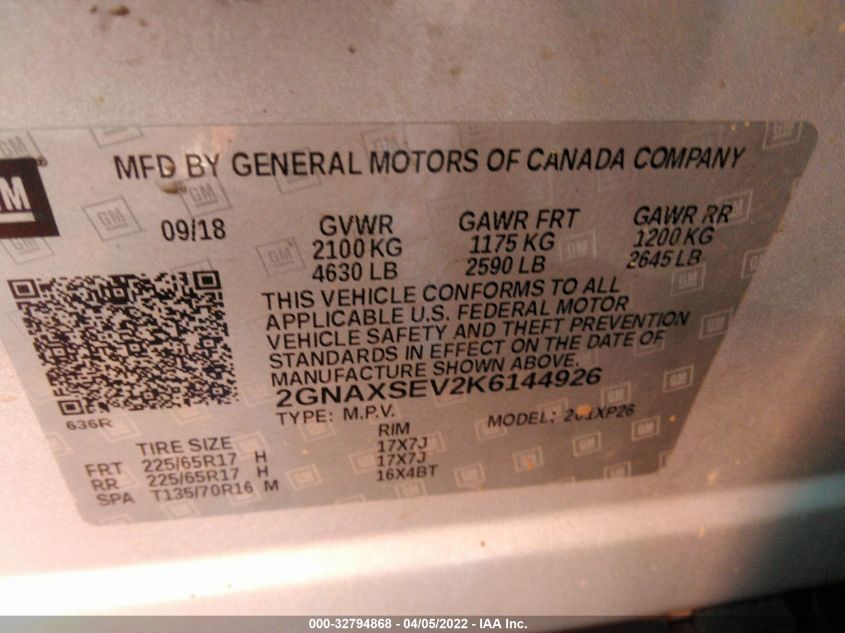 MFD BY GENERAL MOTORS OF CANADA COMPANY
GM
09/18 GVWR GAWR FRT GAWR RR
2100 KG 1175 KG 1200 KG
4630 LB 2590 LB 2645 LB
THIS VEHICLE CONFORMS TO ALL
APPLICABLE U.S. FEDERAL MOTOR
VEHICLE SAFETY AND THEFT PREVENTION
STANDARDS IN EFFECT ON THE DATE OF
MANUFACTURE SHOWN ABOVE.
2GNAXSEV2K6144926
636R
TYPE: M.P.V. MODEL:
TIRE SIZE RIM
FRT 225/65R17 H 17X7J
RR 225/65R17 H 17X7J
SPA T135/70R16 M 16X4BT
000-32794868 - 04/05/2022 - IAA Inc.